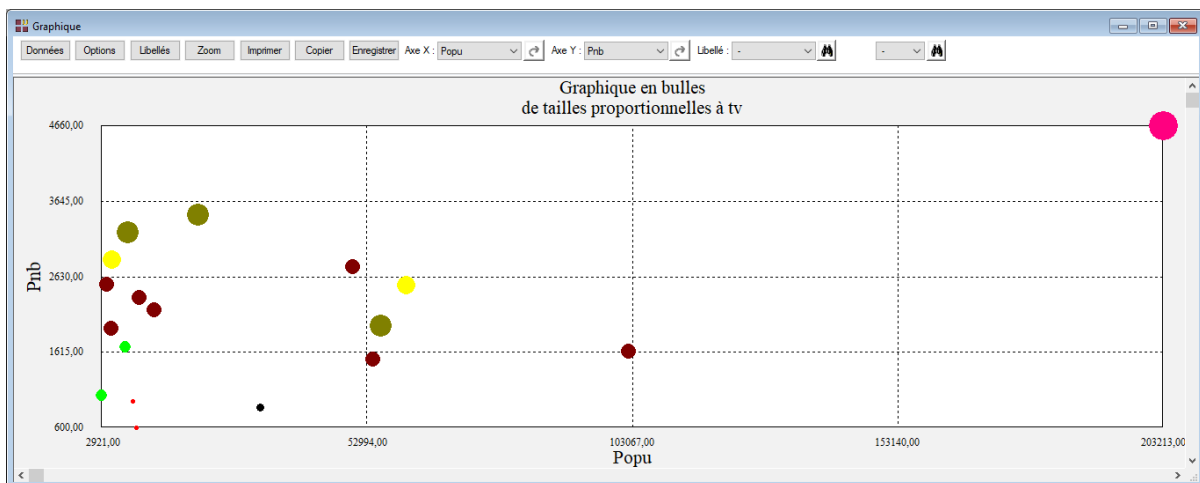 Graphique
Données Options Libellés Zoom Imprimer Copier Enregistrer Axe X : Popu Axe Y : Pnb Libellé : - -
Graphique en bulles
de tailles proportionnelles à tv
4660,00
3645,00
2630,00
1615,00
600,00
Pnb
2921,00 52994,00 103067,00 153140,00 203213,00
Popu